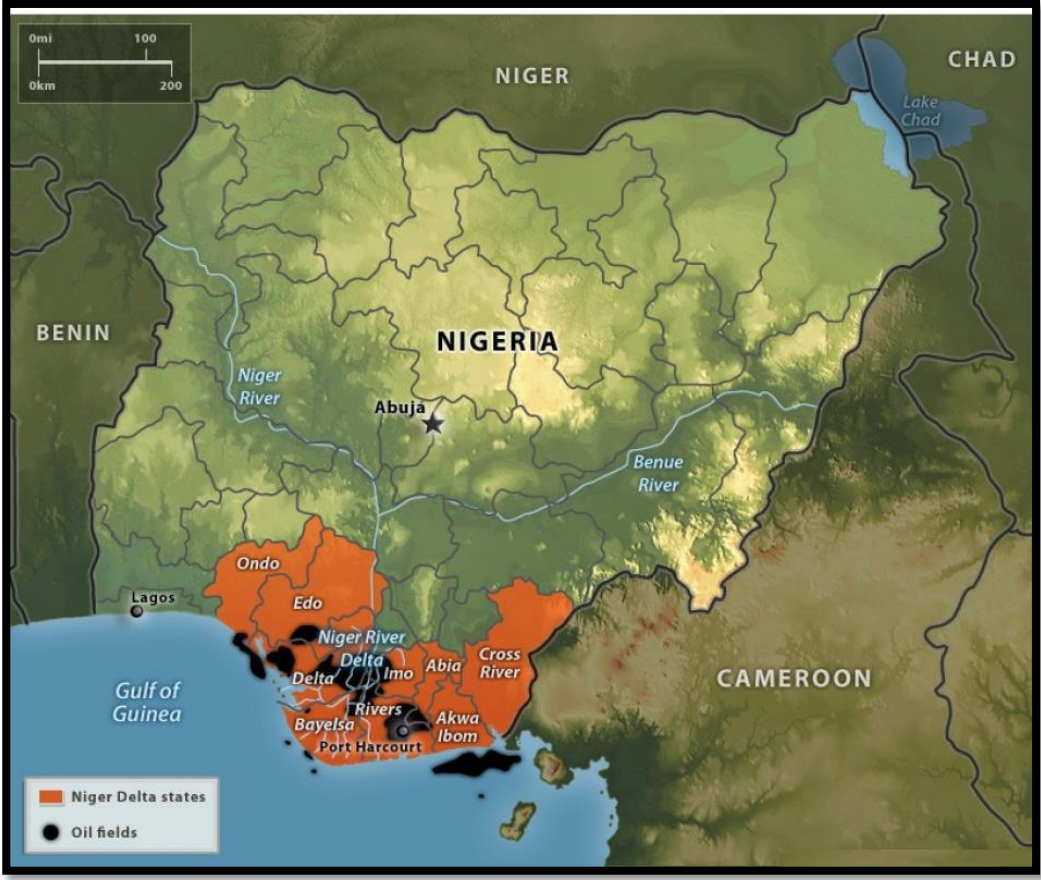 0mi 100
0km 200
NIGER
CHAD
Lake
Chad
BENIN
NIGERIA
Niger
River
Abuja
Benue
River
Ondo
Edo
Lagos
Niger River
Delta
Delta
Imo
Abia
Cross
River
Rivers
Bayelsa
Akwa
Ibom
Port Harcourt
Gulf of
Guinea
CAMEROON
Niger Delta states
Oil fields